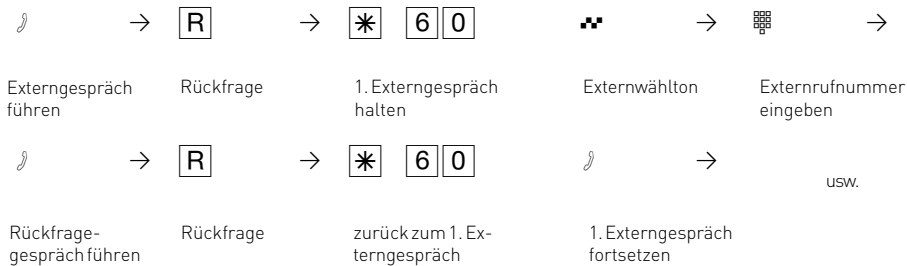 R * 6 0
Externgespräch führen
Rückfrage
1. Externgespräch halten
Externwählton
Externrufnummer eingeben
R * 6 0
usw.
Rückfrage-
gespräch führen
Rückfrage
zurück zum 1. Ex-
terngespräch
1. Externgespräch fortsetzen